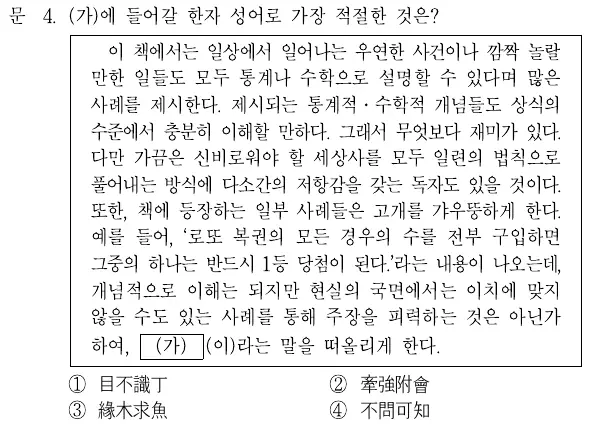 문 4. (가)에 들어갈 한자 성어로 가장 적절한 것은?
이 책에서는 일상에서 일어나는 우연한 사건이나 깜짝 놀랄
만한 일들도 모두 통계나 수학으로 설명할 수 있다며 많은
사례를 제시한다. 제시되는 통계적·수학적 개념들도 상식의
수준에서 충분히 이해할 만하다. 그래서 무엇보다 재미가 있다.
다만 가끔은 신비로워야 할 세상사를 모두 일련의 법칙으로
풀어내는 방식에 다소간의 저항감을 갖는 독자도 있을 것이다.
또한, 책에 등장하는 일부 사례들은 고개를 갸우뚱하게 한다.
예를 들어, ‘로또 복권의 모든 경우의 수를 전부 구입하면
그중의 하나는 반드시 1등 당첨이 된다.’라는 내용이 나오는데,
개념적으로 이해는 되지만 현실의 국면에서는 이치에 맞지
않을 수도 있는 사례를 통해 주장을 피력하는 것은 아닌가
하여, (가) (이)라는 말을 떠올리게 한다.
① 目不識丁 ② 牽強附會
③ 緣木求魚 ④ 不問可知